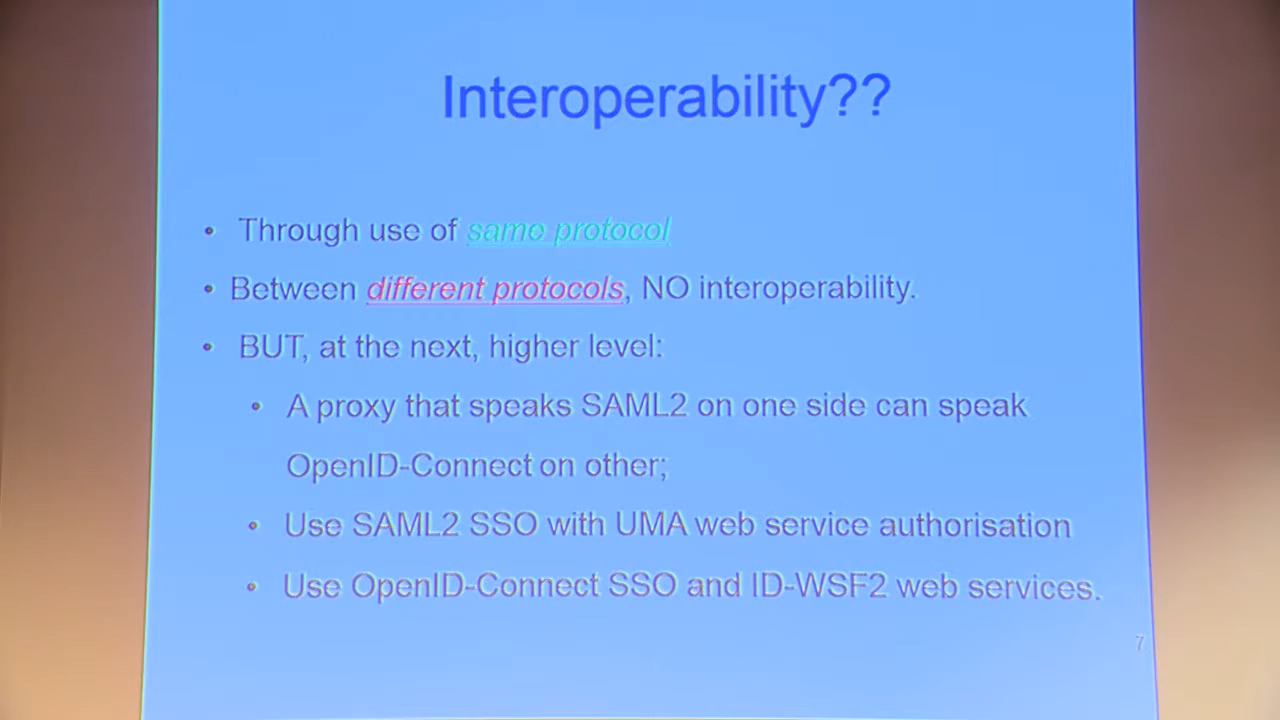 Interoperability??
• Through use of same protocol
• Between different protocols, NO interoperability.
• BUT, at the next, higher level:
• A proxy that speaks SAML2 on one side can speak
OpenID-Connect on other;
• Use SAML2 SSO with UMA web service authorisation
• Use OpenID-Connect SSO and ID-WSF2 web services.
7